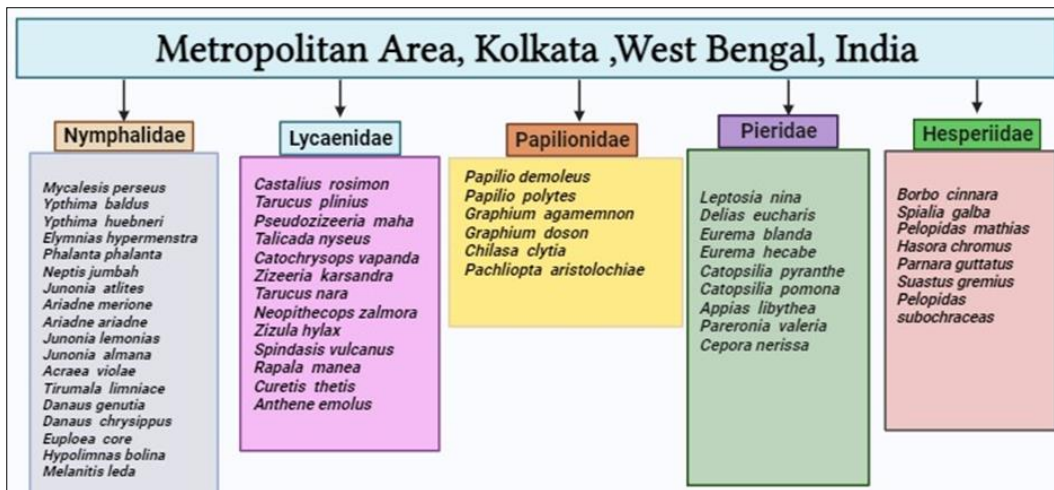 Metropolitan Area, Kolkata ,West Bengal, India
Nymphalidae
Mycalesis perseus
Ypthima baldus
Ypthima huebneri
Elymnias hypermenstra
Phalanta phalanta
Neptis jumbah
Junonia atlites
Ariadne merione
Ariadne ariadne
Junonia lemonias
Junonia almana
Acraea violae
Tirumala limniace
Danaus genutia
Danaus chrysippus
Euploea core
Hypolimnas bolina
Melanitis leda
Lycaenidae
Castalius rosimon
Tarucus plinius
Pseudozizeeria maha
Talicada nyseus
Catochrysops vapanda
Zizeeria karsandra
Tarucus nara
Neopithecops zalmora
Zizula hylax
Spindasis vulcanus
Rapala manea
Curetis thetis
Anthene emolus
Papilionidae
Papilio demoleus
Papilio polytes
Graphium agamemnon
Graphium doson
Chilasa clytia
Pachliopta aristolochiae
Pieridae
Leptosia nina
Delias eucharis
Eurema blanda
Eurema hecabe
Catopsilia pyranthe
Catopsilia pomona
Appias libythea
Pareronia valeria
Cepora nerissa
Hesperiidae
Borbo cinnara
Spialia galba
Pelopidas mathias
Hasora chromus
Parnara guttatus
Suastus gremius
Pelopidas
subochraceas